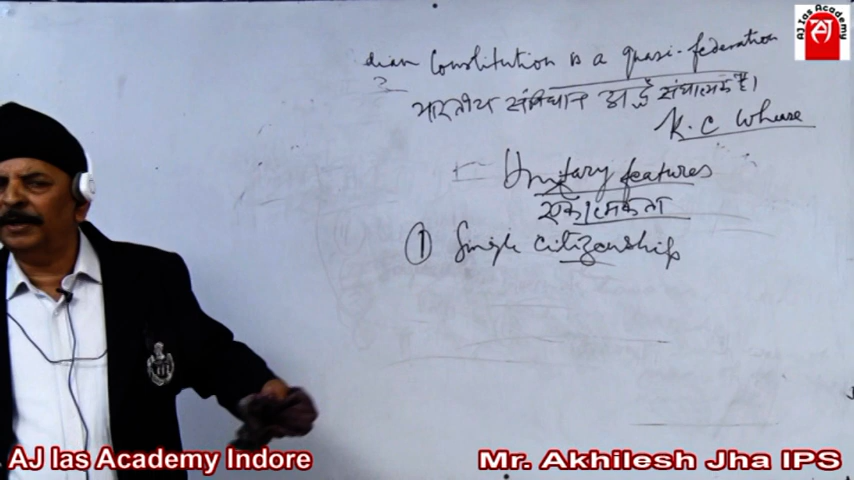 dian Constitution is a quasi-federation
भारतीय संविधान अर्द्ध संघात्मक है।
K.C Wheare
Unitary features
एकात्मकता
① Single citizenship
AJ Ias Academy
AJ Ias Academy Indore
Mr. Akhilesh Jha IPS